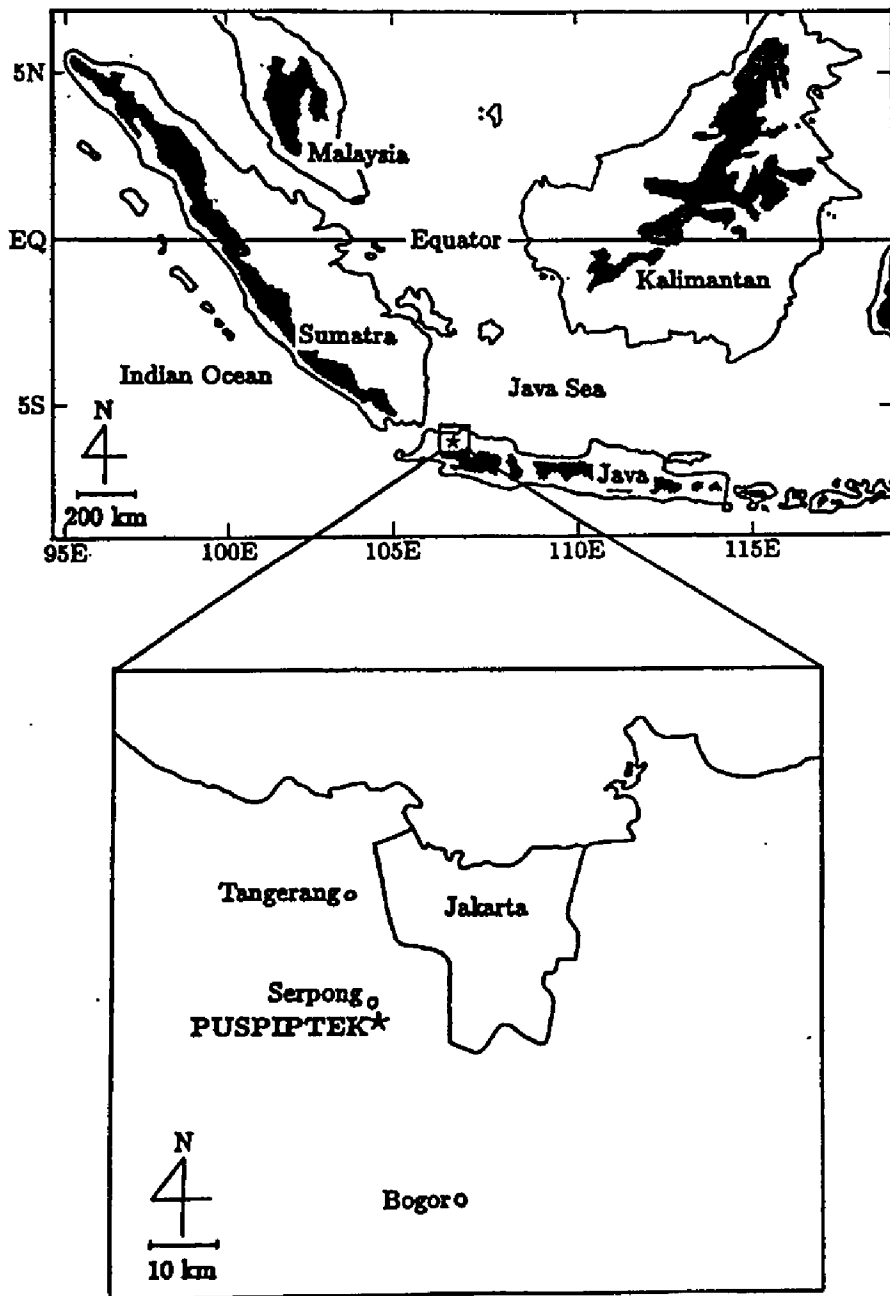 5N
Malaysia
EQ
Equator
Kalimantan
Sumatra
Indian Ocean
Java Sea
5S
N
Java
200 km
95E
100E
105E
110E
115E
Tangerang
Jakarta
Serpong
PUSPIPTEK*
N
Bogor
10 km